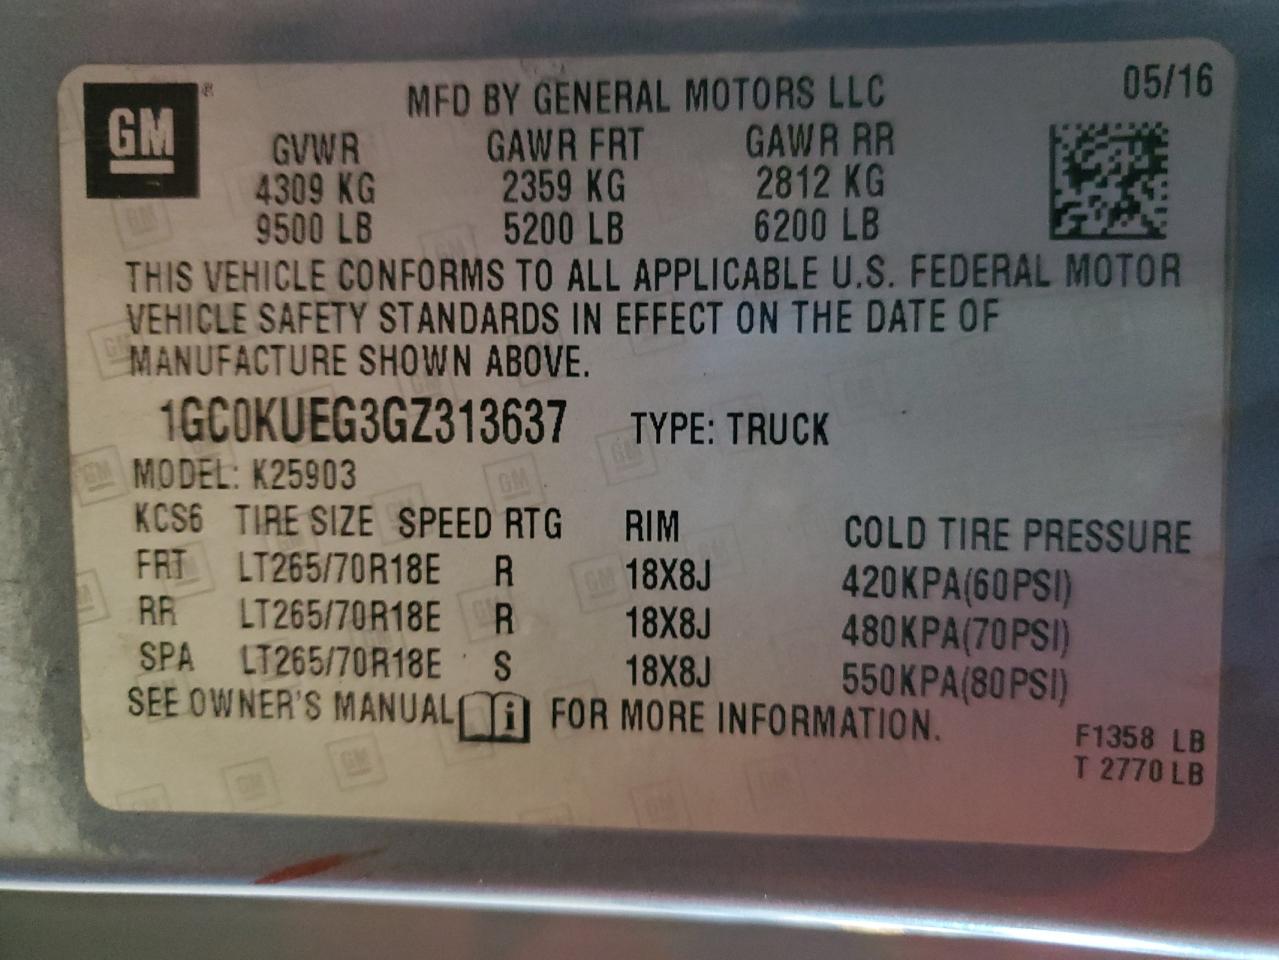 GM®
MFD BY GENERAL MOTORS LLC 05/16
GVWR GAWR FRT GAWR RR
4309 KG 2359 KG 2812 KG
9500 LB 5200 LB 6200 LB
THIS VEHICLE CONFORMS TO ALL APPLICABLE U.S. FEDERAL MOTOR
VEHICLE SAFETY STANDARDS IN EFFECT ON THE DATE OF
MANUFACTURE SHOWN ABOVE.
1GC0KUEG3GZ313637 TYPE: TRUCK
MODEL: K25903
KCS6 TIRE SIZE SPEED RTG RIM COLD TIRE PRESSURE
FRT LT265/70R18E R 18X8J 420KPA(60PSI)
RR LT265/70R18E R 18X8J 480KPA(70PSI)
SPA LT265/70R18E S 18X8J 550KPA(80PSI)
SEE OWNER'S MANUAL i FOR MORE INFORMATION.
F1358 LB
T 2770 LB